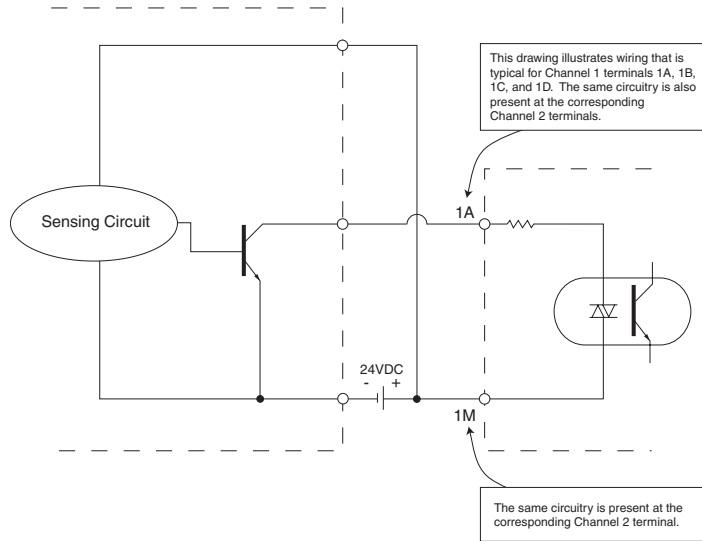 This drawing illustrates wiring that is
typical for Channel 1 terminals 1A, 1B,
1C, and 1D. The same circuitry is also
present at the corresponding
Channel 2 terminals.
1A
Sensing Circuit
24VDC
- +
1M
The same circuitry is present at the
corresponding Channel 2 terminal.